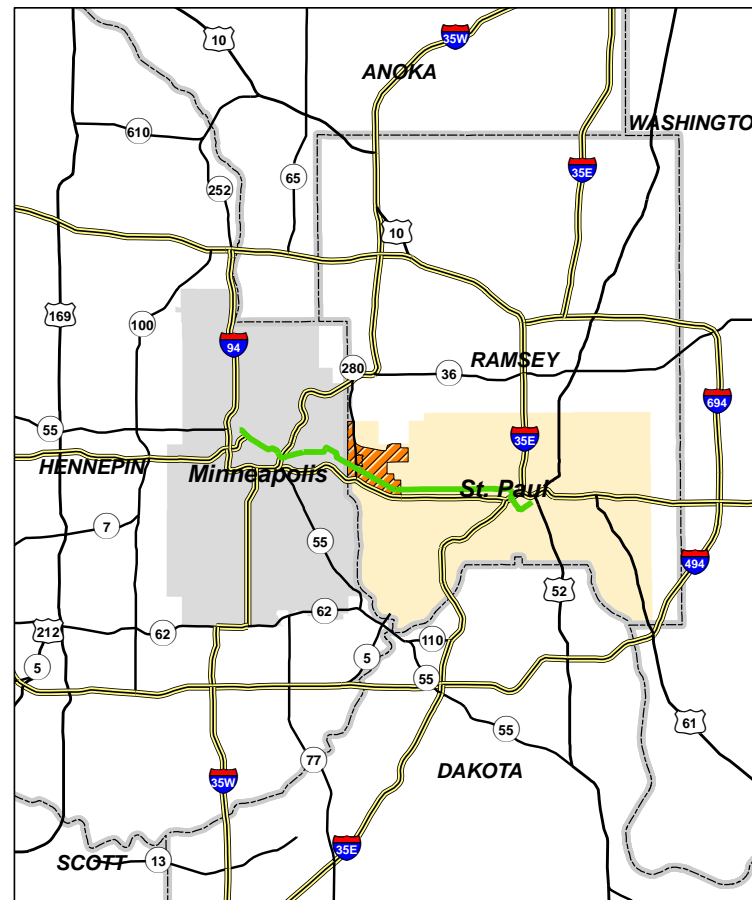 35W
10
ANOKA
WASHINGTO
610
65
35E
252
10
169
100
94
280
RAMSEY
36
694
55
35E
HENNEPIN
Minneapolis
St. Paul
7
55
494
52
62
212
62
110
5
5
55
61
55
77
DAKOTA
35W
35E
SCOTT
13